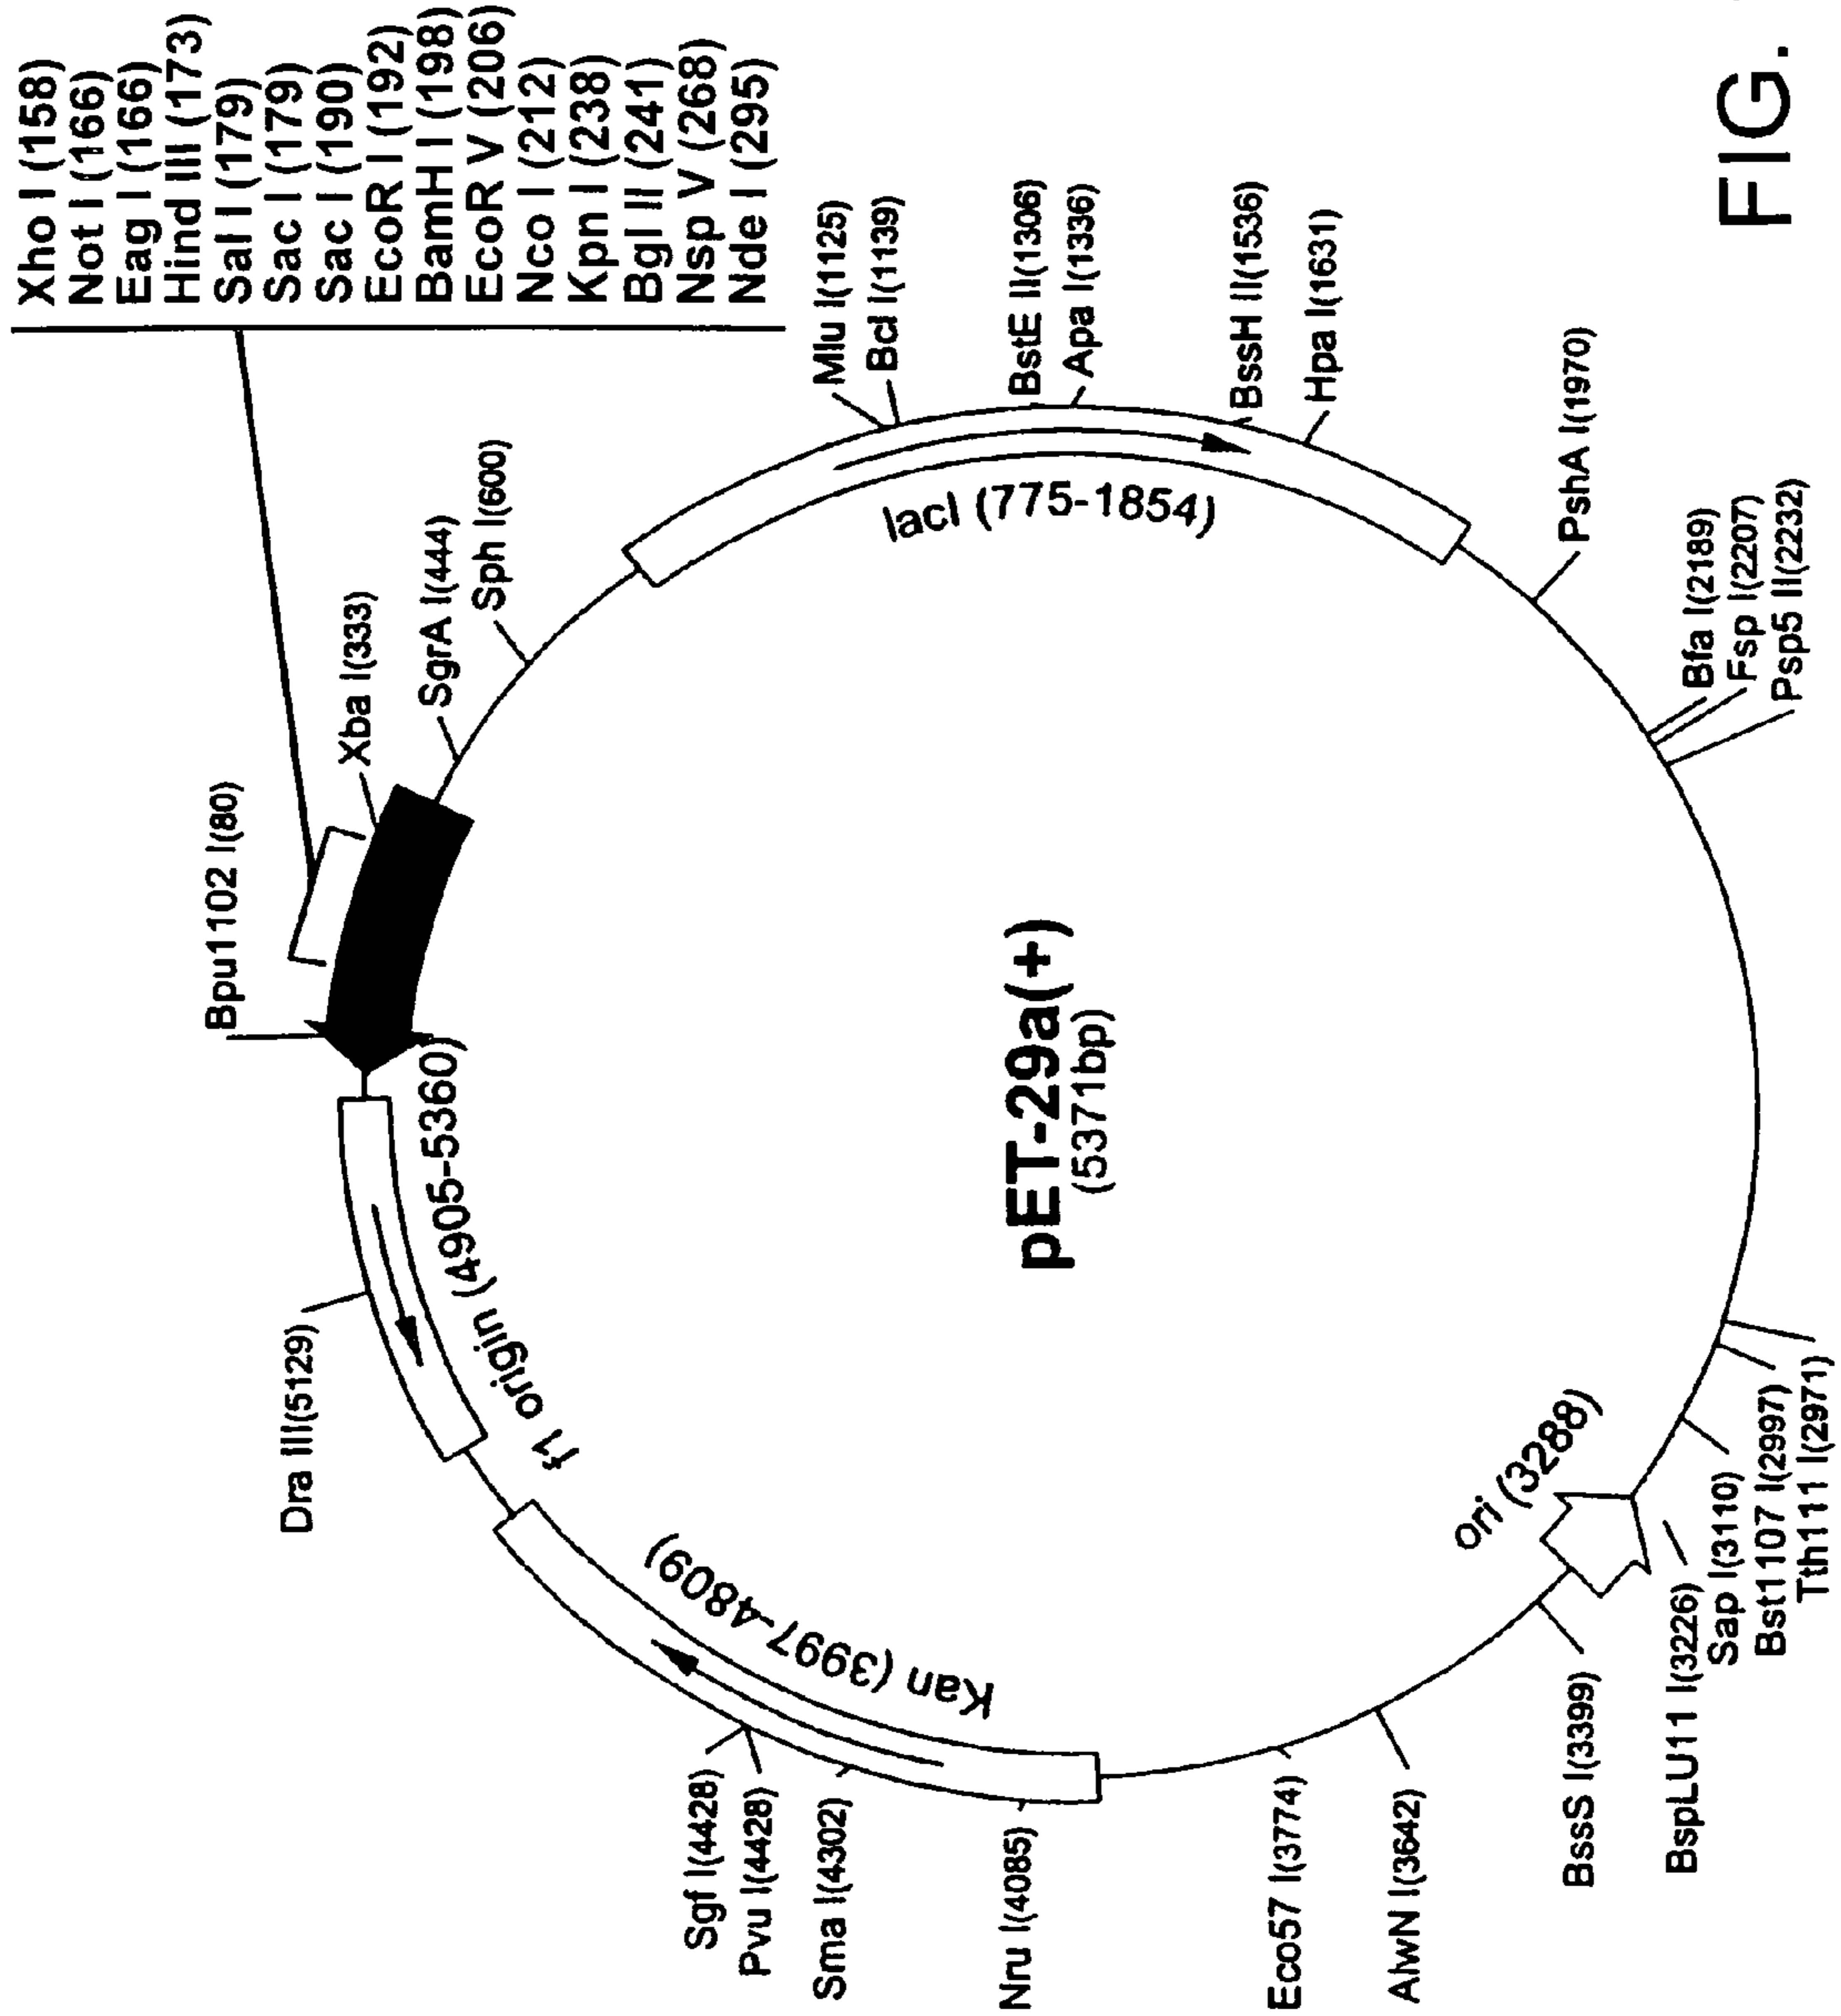 Xho I (158)
Not I (166)
Eag I (166)
Hind III (173)
Sal I (179)
Sac I (179)
Sac I (190)
EcoR I (192)
BamH I (198)
EcoR V (206)
Nco I (212)
Kpn I (238)
Bgl II (241)
Nsp V (268)
Nde I (295)
Bpu1102 I(80)
Xba I(333)
SgrA I(444)
Sph I(600)
Mlu I(1125)
Bcl I(1139)
BstE II(1306)
Apa I(1336)
BssH II(1536)
Hpa I(1631)
lacI (775-1854)
PshA I(1970)
Bfa I(2189)
Fsp I(2207)
Psp5 II(2232)
pET-29a(+)
(5371bp)
Dra III(5129)
f1 origin (4905-5360)
Kan (3997-4809)
Sgf I(4428)
Pvu I(4428)
Sma I(4302)
Nru I(4085)
Eco57 I(3774)
AlwN I(3642)
BssS I(3399)
ori (3288)
BspLU11 I(3226)
Sap I(3110)
Bst1107 I(2997)
Tth111 I(2971)
FIG.